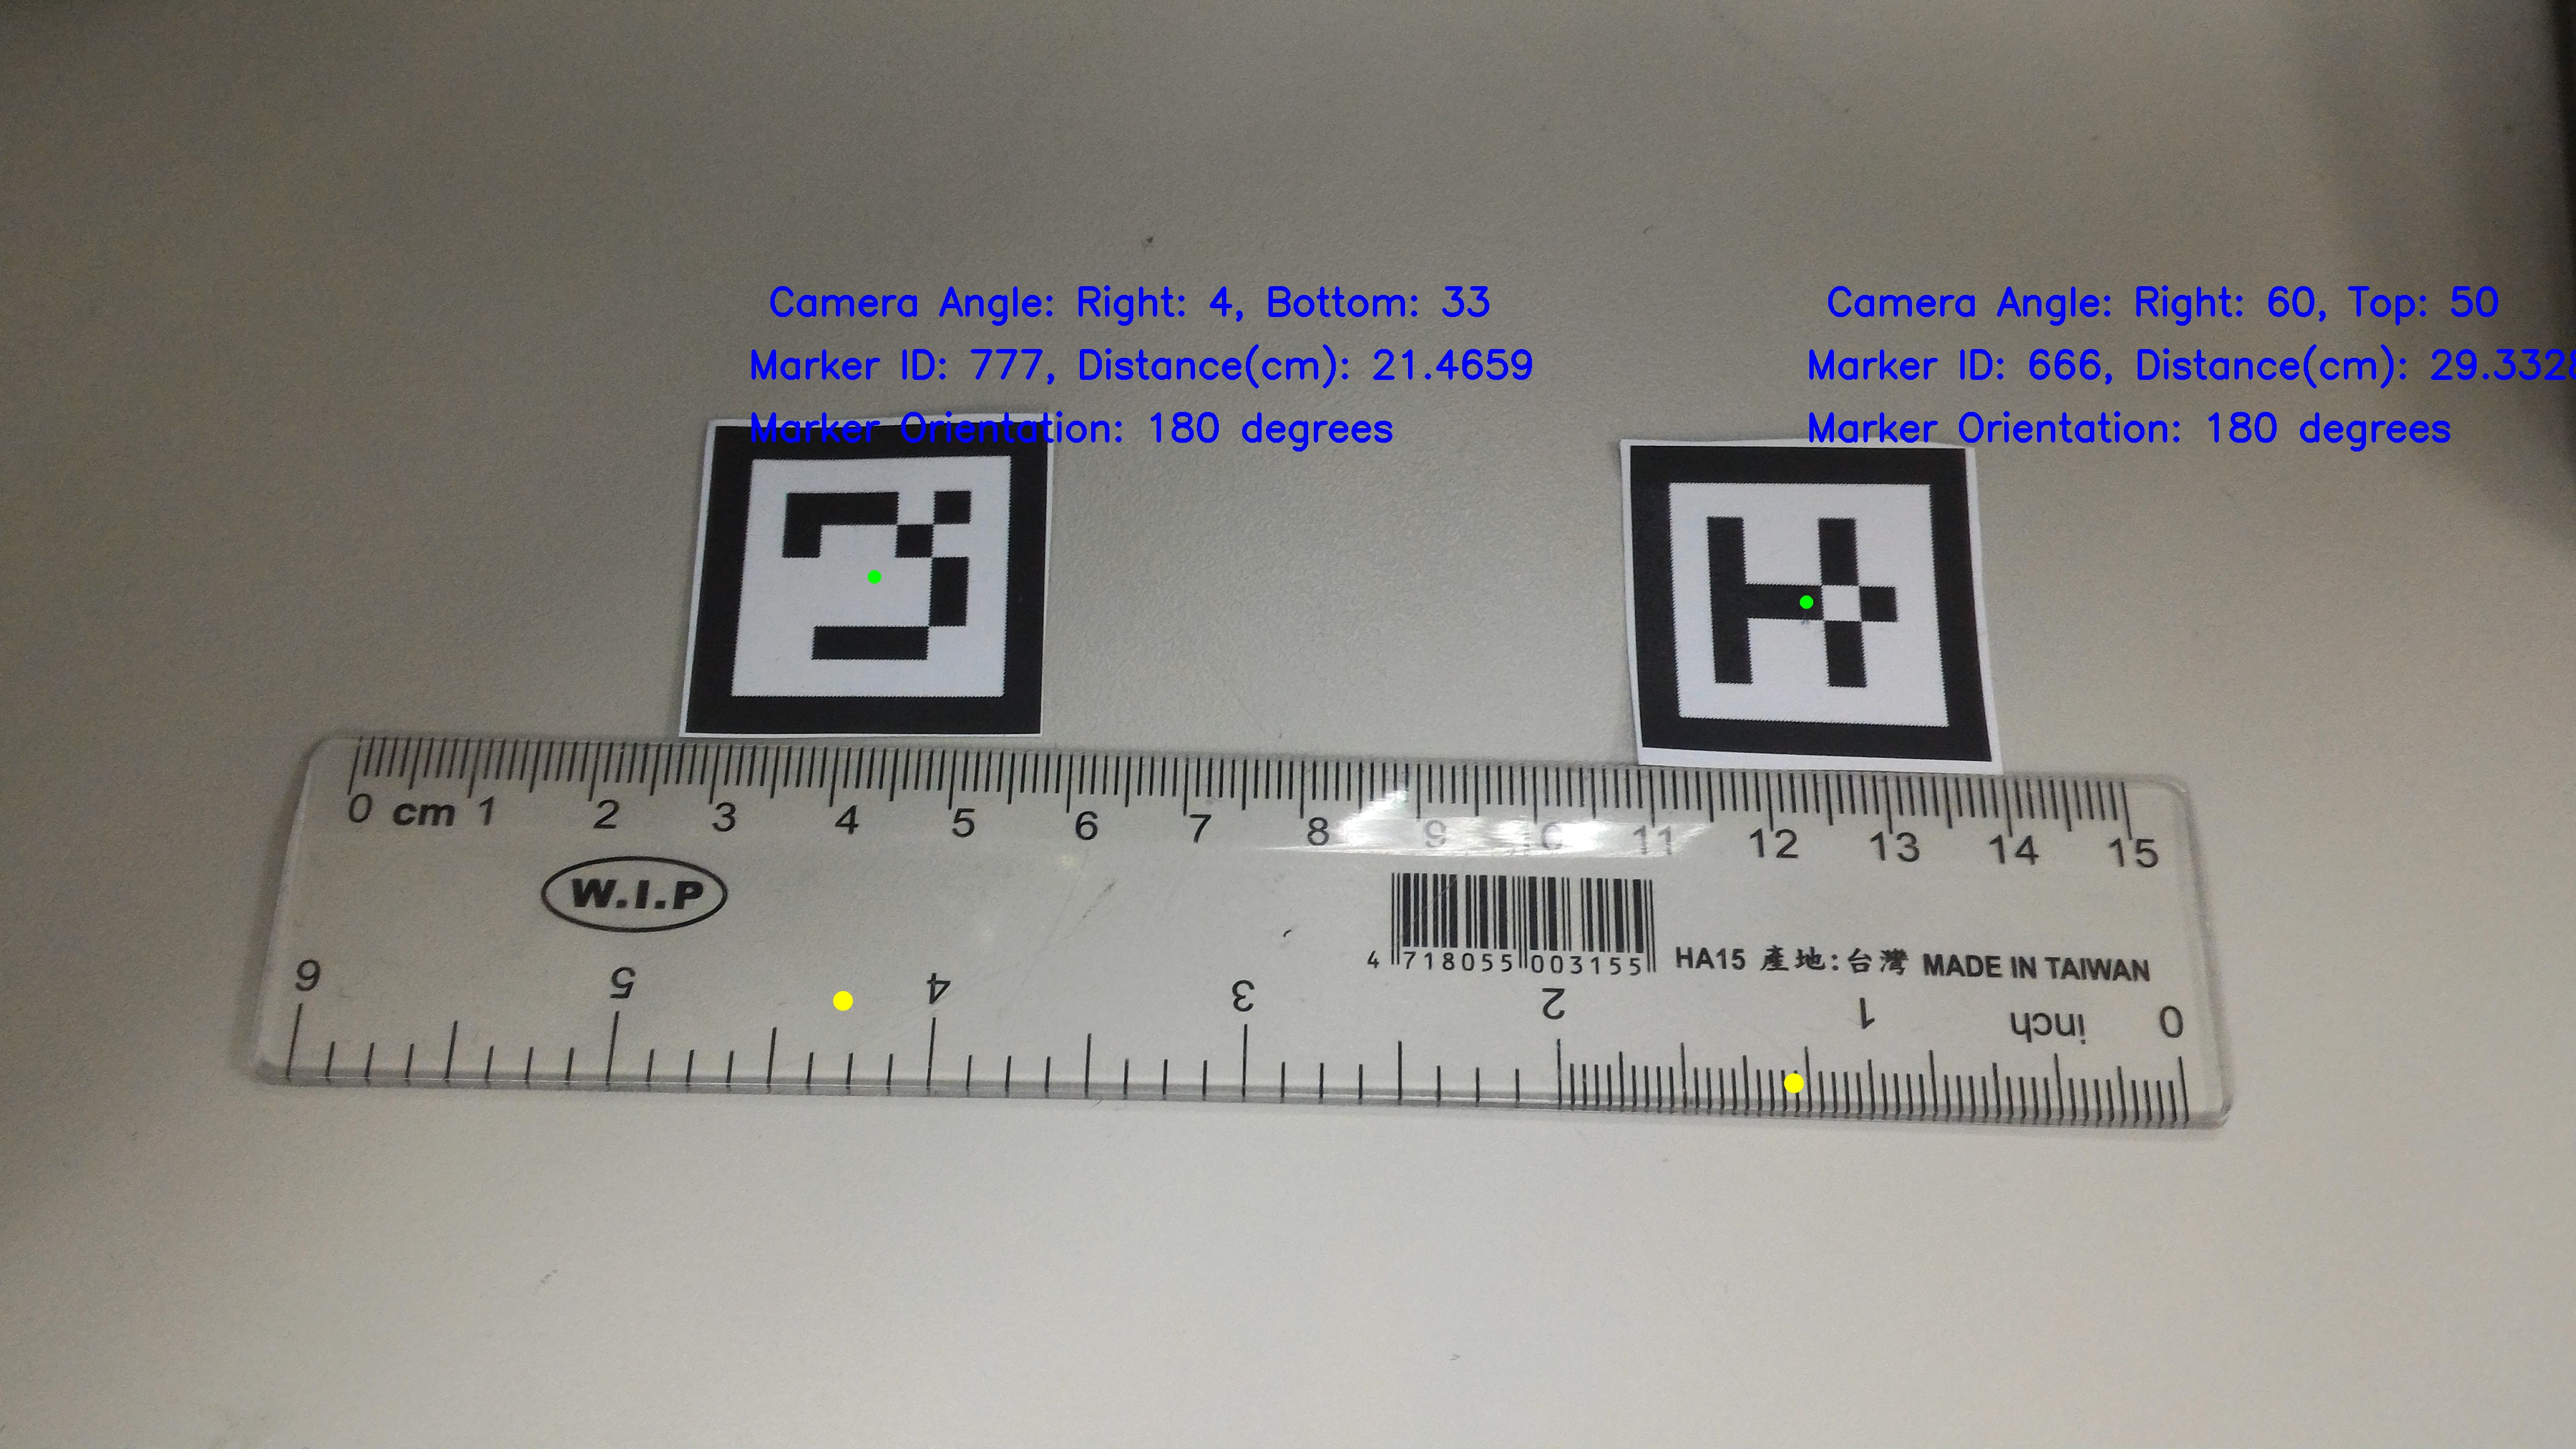 Camera Angle: Right: 4, Bottom: 33
Marker ID: 777, Distance(cm): 21.4659
Marker Orientation: 180 degrees
Camera Angle: Right: 60, Top: 50
Marker ID: 666, Distance(cm): 29.3328
Marker Orientation: 180 degrees
0 cm 1 2 3 4 5 6 7 8 9 10 11 12 13 14 15
W.I.P
4 718055 003155
HA15 產地:台灣 MADE IN TAIWAN
6 5 4 3 2 1 inch 0